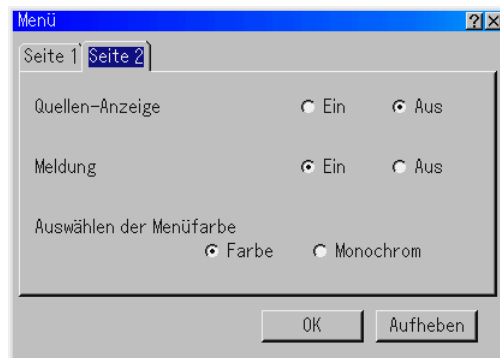 Menü ? ×
Seite 1 Seite 2
Quellen-Anzeige Ein Aus
Meldung Ein Aus
Auswählen der Menüfarbe
Farbe Monochrom
OK Aufheben